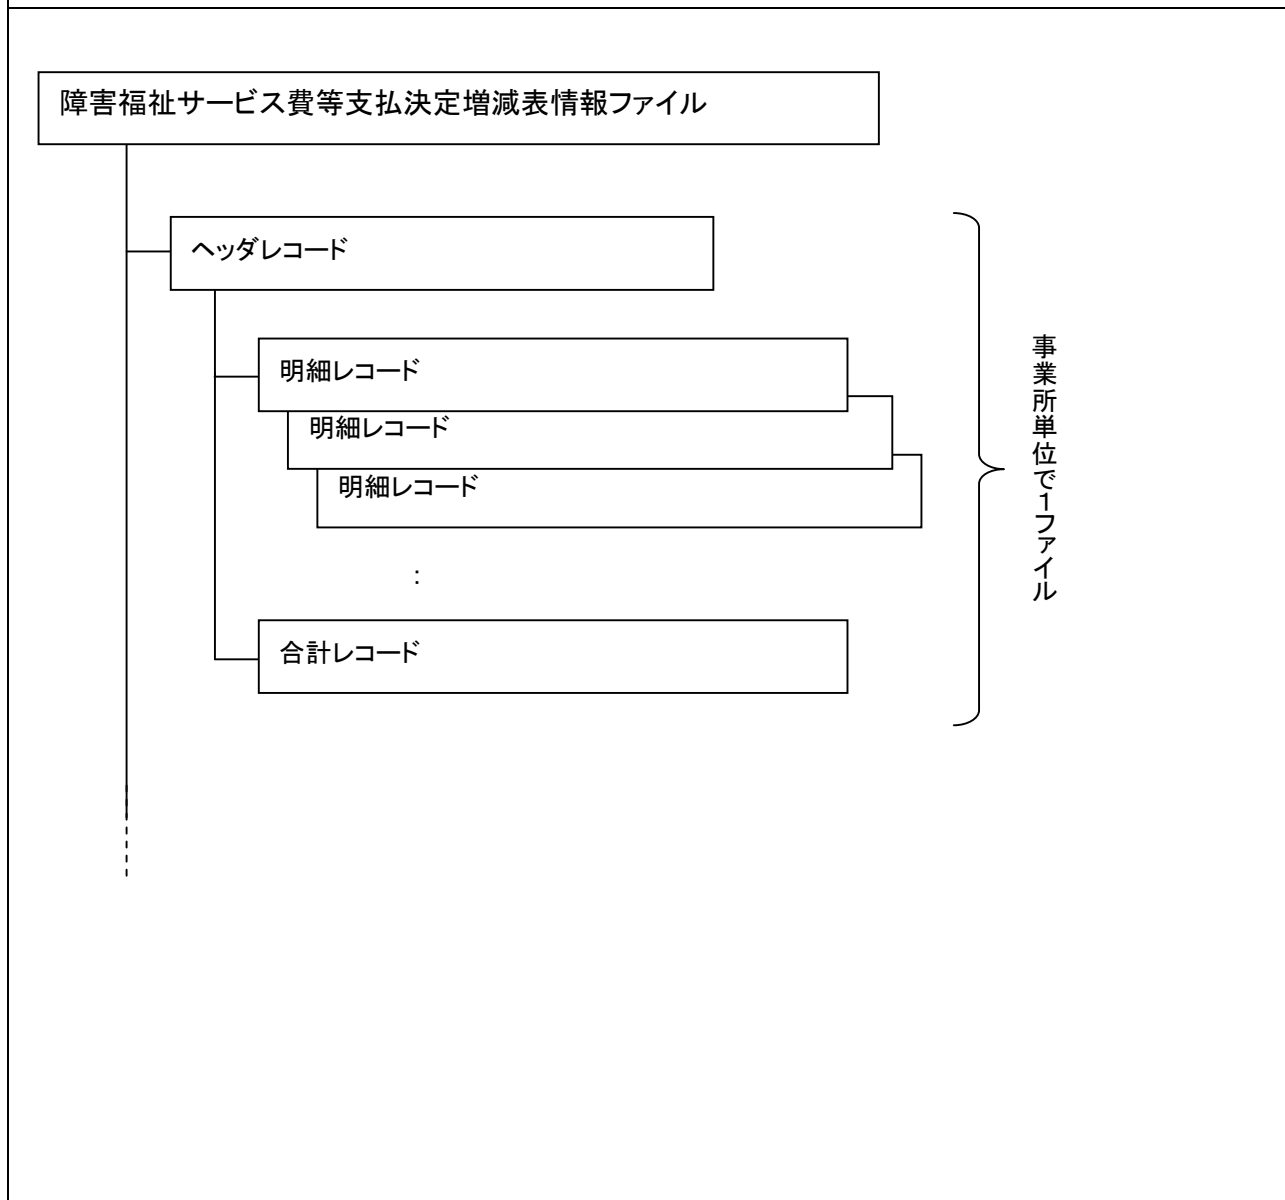 障害福祉サービス費等支払決定増減表情報ファイル
ヘッダレコード
明細レコード
明細レコード
明細レコード
:
合計レコード
事業所単位で1ファイル